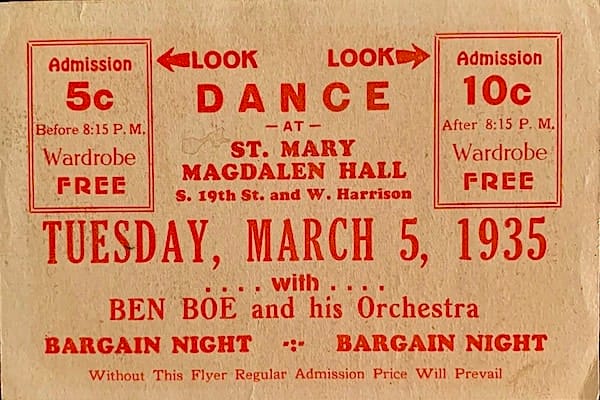 Admission
5c
Before 8:15 P. M.
Wardrobe
FREE
LOOK LOOK
DANCE
— AT —
ST. MARY
MAGDALEN HALL
S. 19th St. and W. Harrison
Admission
10c
After 8:15 P. M.
Wardrobe
FREE
TUESDAY, MARCH 5, 1935
. . . . with . . . .
BEN BOE and his Orchestra
BARGAIN NIGHT -:- BARGAIN NIGHT
Without This Flyer Regular Admission Price Will Prevail